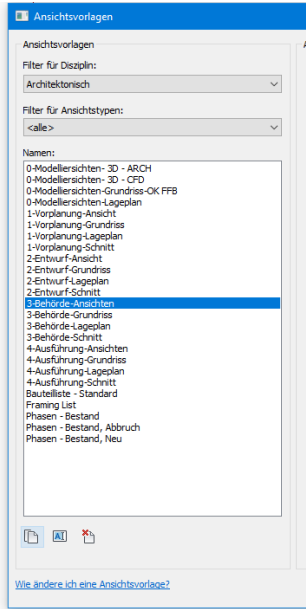 Ansichtsvorlagen
Ansichtsvorlagen
Filter für Disziplin:
Architektonisch
Filter für Ansichtstypen:
<alle>
Namen:
0-Modelliersichten- 3D - ARCH
0-Modelliersichten- 3D - CFD
0-Modelliersichten-Grundriss-OK FFB
0-Modelliersichten-Lageplan
1-Vorplanung-Ansicht
1-Vorplanung-Grundriss
1-Vorplanung-Lageplan
1-Vorplanung-Schnitt
2-Entwurf-Ansicht
2-Entwurf-Grundriss
2-Entwurf-Lageplan
2-Entwurf-Schnitt
3-Behörde-Ansichten
3-Behörde-Grundriss
3-Behörde-Lageplan
3-Behörde-Schnitt
4-Ausführung-Ansichten
4-Ausführung-Grundriss
4-Ausführung-Lageplan
4-Ausführung-Schnitt
Bauteilliste - Standard
Framing List
Phasen - Bestand
Phasen - Bestand, Abbruch
Phasen - Bestand, Neu
Wie ändere ich eine Ansichtsvorlage?